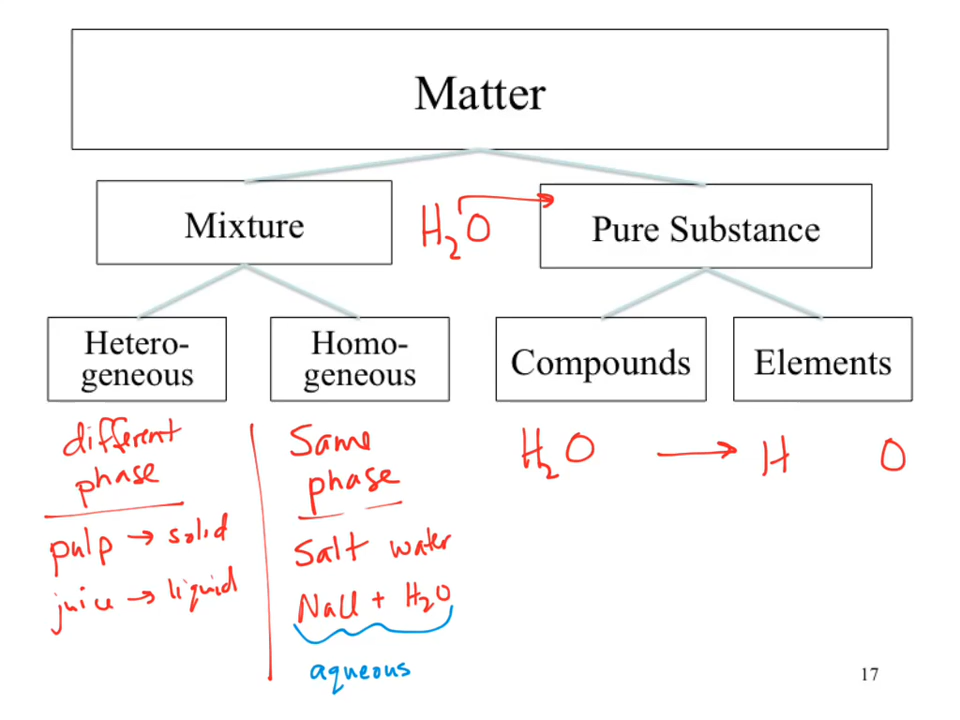 Matter
Mixture
H₂O
Pure Substance
Hetero-
geneous
Homo-
geneous
Compounds
Elements
different
phase
pulp → solid
juice → liquid
Same
phase
Salt water
NaCl + H₂O
aqueous
H₂O → H O
17